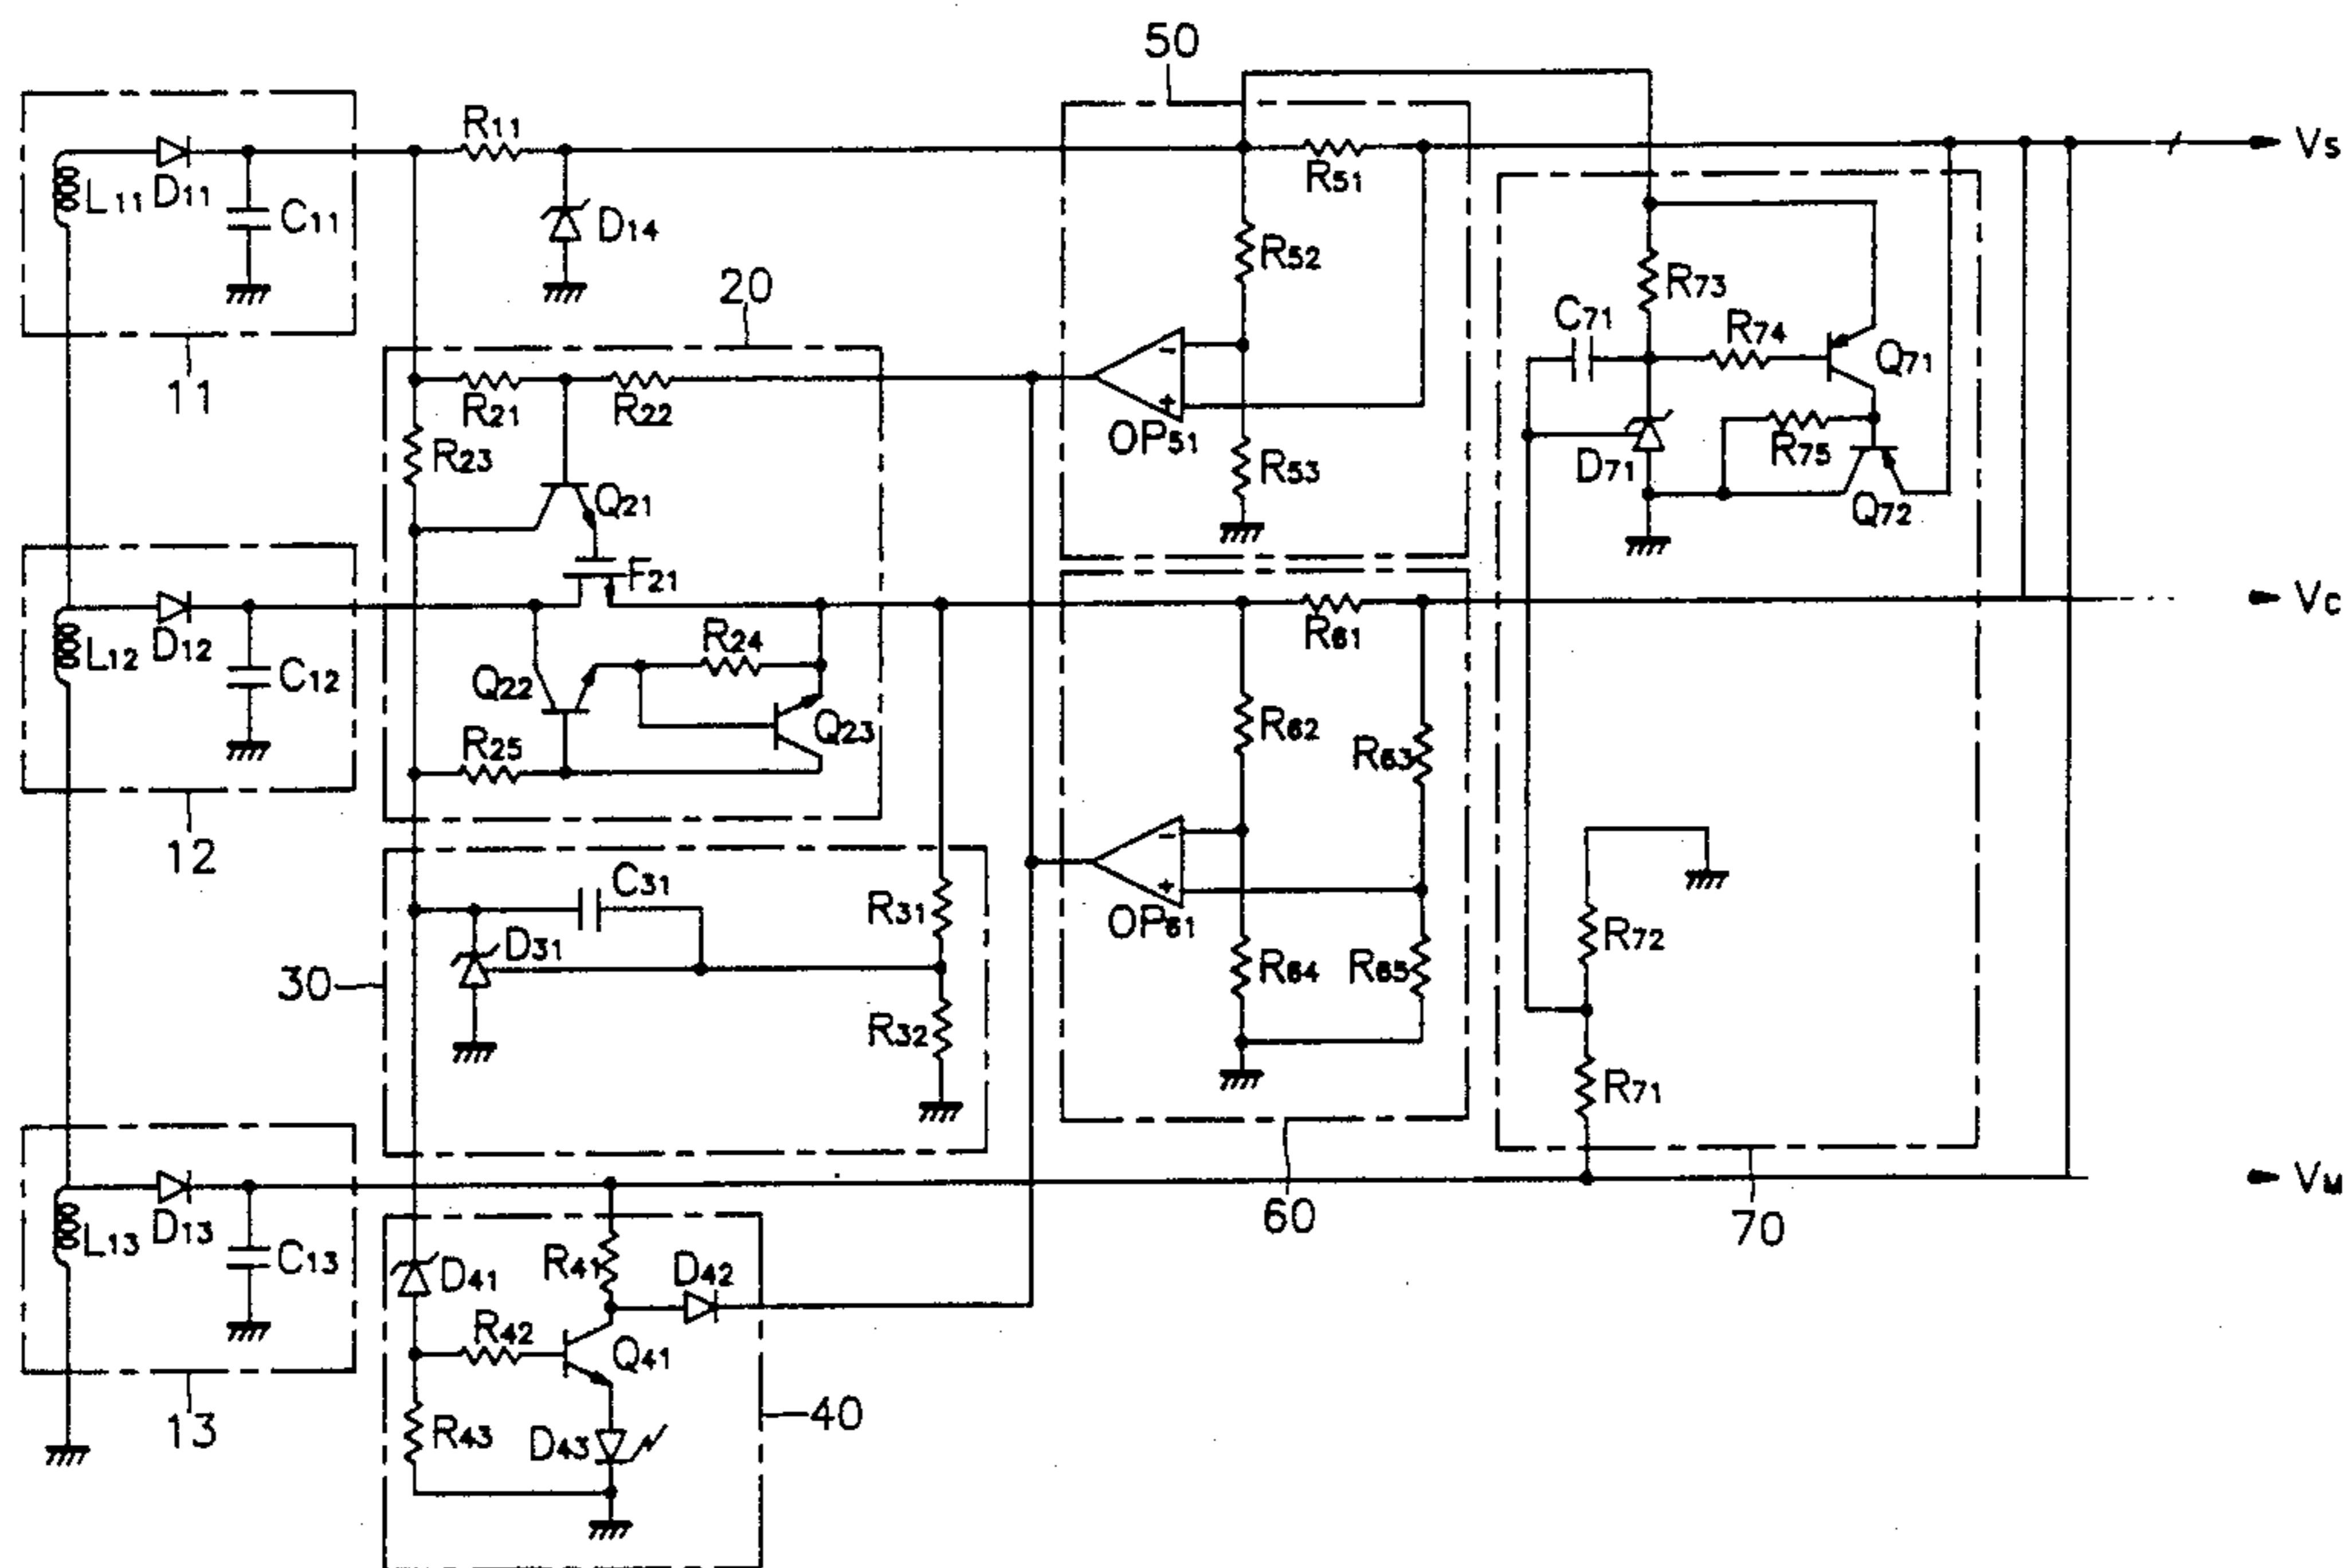 50
R11
Vs
L11
D11
C11
D14
R51
R52
R73
C71
R74
Q71
20
11
R21
R22
R23
OP51
R53
D71
R75
Q72
Q21
F21
L12
D12
C12
R24
Q22
Q23
R25
R61
Vc
R62
R63
12
C31
R31
D31
30
R32
OP61
R64
R65
R72
R71
60
70
VM
L13
D13
C13
D41
R41
D42
R42
Q41
40
R43
D43
13